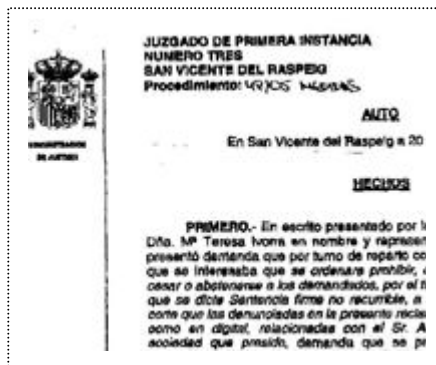 JUZGADO DE PRIMERA INSTANCIA
NUMERO TRES
SAN VICENTE DEL RASPEIG
Procedimiento:
AUTO
En San Vicente del Raspeig a 20
HECHOS
PRIMERO.- En escrito presentado por l
Dña. Mª Teresa Ivorra en nombre y represen
presentó demanda que por turno de reparto co
que se interesaba que se ordenara prohibir,
cesar o abstenerse a los demandados, por el t
que se dicte Sentencia firme no recurrible, a
corte que las denunciadas en la presente recla
como en digital, relacionadas con el Sr. A
sociedad que preside, demanda que se pr